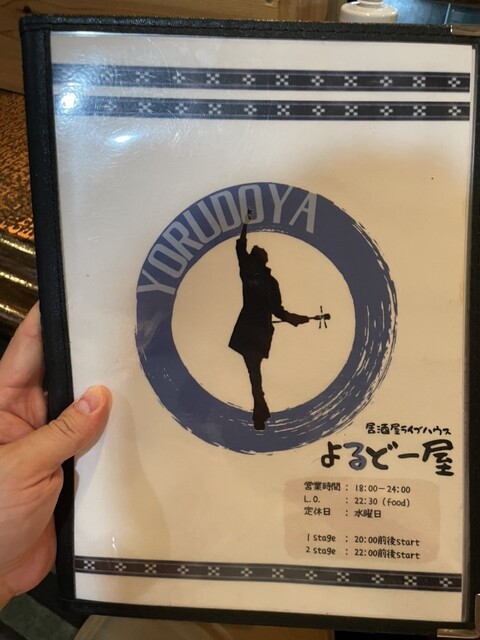 YORUDOYA
居酒屋ライブハウス
よるどー屋
営業時間 : 18:00-24:00
L.O. : 22:30 (food)
定休日 : 水曜日
1 stage : 20:00前後start
2 stage : 22:00前後start